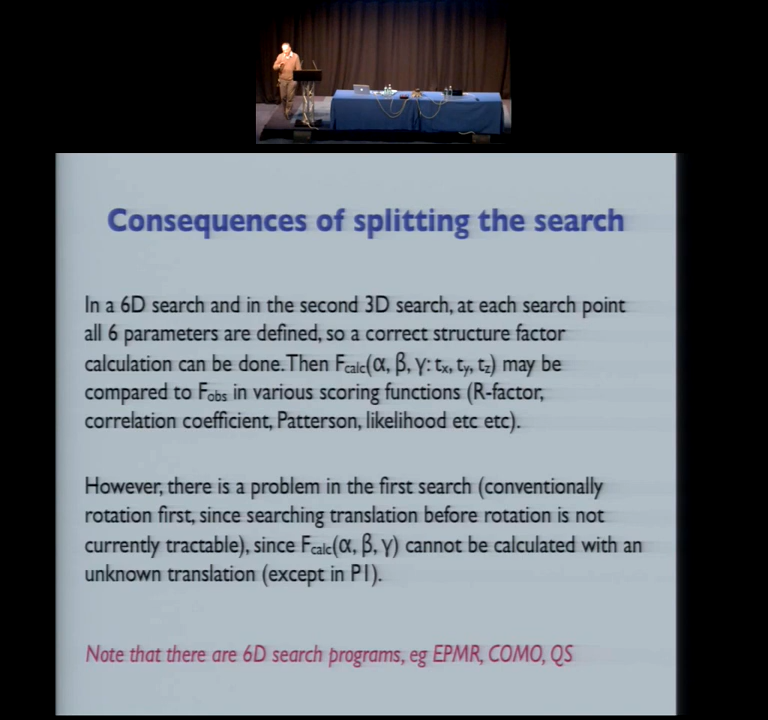 Consequences of splitting the search
In a 6D search and in the second 3D search, at each search point
all 6 parameters are defined, so a correct structure factor
calculation can be done. Then Fcalc(α, β, γ: tx, ty, tz) may be
compared to Fobs in various scoring functions (R-factor,
correlation coefficient, Patterson, likelihood etc etc).
However, there is a problem in the first search (conventionally
rotation first, since searching translation before rotation is not
currently tractable), since Fcalc(α, β, γ) cannot be calculated with an
unknown translation (except in P1).
Note that there are 6D search programs, eg EPMR, COMO, QS